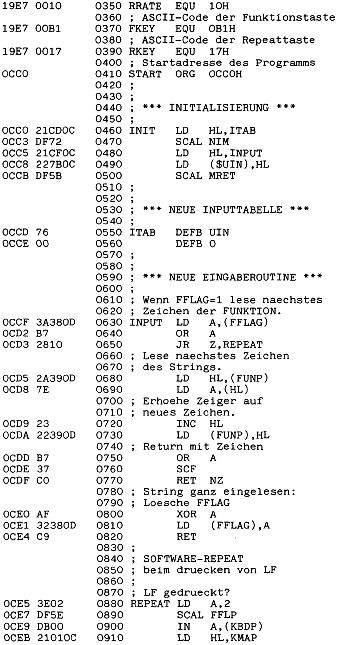 19E7 0010 0350 RRATE EQU 10H
0360 ; ASCII-Code der Funktionstaste
19E7 00B1 0370 FKEY EQU 0B1H
0380 ; ASCII-Code der Repeattaste
19E7 0017 0390 RKEY EQU 17H
0400 ; Startadresse des Programms
0CC0 0410 START ORG 0CC0H
0420 ;
0430 ;
0440 ; *** INITIALISIERUNG ***
0450 ;
0CC0 21CD0C 0460 INIT LD HL,ITAB
0CC3 DF72 0470 SCAL NIM
0CC5 21CF0C 0480 LD HL,INPUT
0CC8 227B0C 0490 LD ($UIN),HL
0CCB DF5B 0500 SCAL MRET
0510 ;
0520 ;
0530 ; *** NEUE INPUTTABELLE ***
0540 ;
0CCD 76 0550 ITAB DEFB UIN
0CCE 00 0560 DEFB 0
0570 ;
0580 ;
0590 ; *** NEUE EINGABEROUTINE ***
0600 ;
0610 ; Wenn FFLAG=1 lese naechstes
0620 ; Zeichen der FUNKTION.
0CCF 3A380D 0630 INPUT LD A,(FFLAG)
0CD2 B7 0640 OR A
0CD3 2810 0650 JR Z,REPEAT
0660 ; Lese naechstes Zeichen
0670 ; des Strings.
0CD5 2A390D 0680 LD HL,(FUNP)
0CD8 7E 0690 LD A,(HL)
0700 ; Erhoehe Zeiger auf
0710 ; neues Zeichen.
0CD9 23 0720 INC HL
0CDA 22390D 0730 LD (FUNP),HL
0740 ; Return mit Zeichen
0CDD B7 0750 OR A
0CDE 37 0760 SCF
0CDF C0 0770 RET NZ
0780 ; String ganz eingelesen:
0790 ; Loesche FFLAG
0CE0 AF 0800 XOR A
0CE1 32380D 0810 LD (FFLAG),A
0CE4 C9 0820 RET
0830 ;
0840 ; SOFTWARE-REPEAT
0850 ; beim druecken von LF
0860 ;
0870 ; LF gedrueckt?
0CE5 3E02 0880 REPEAT LD A,2
0CE7 DF5E 0890 SCAL FFLP
0CE9 DB00 0900 IN A,(KBDP)
0CEB 21010C 0910 LD HL,KMAP